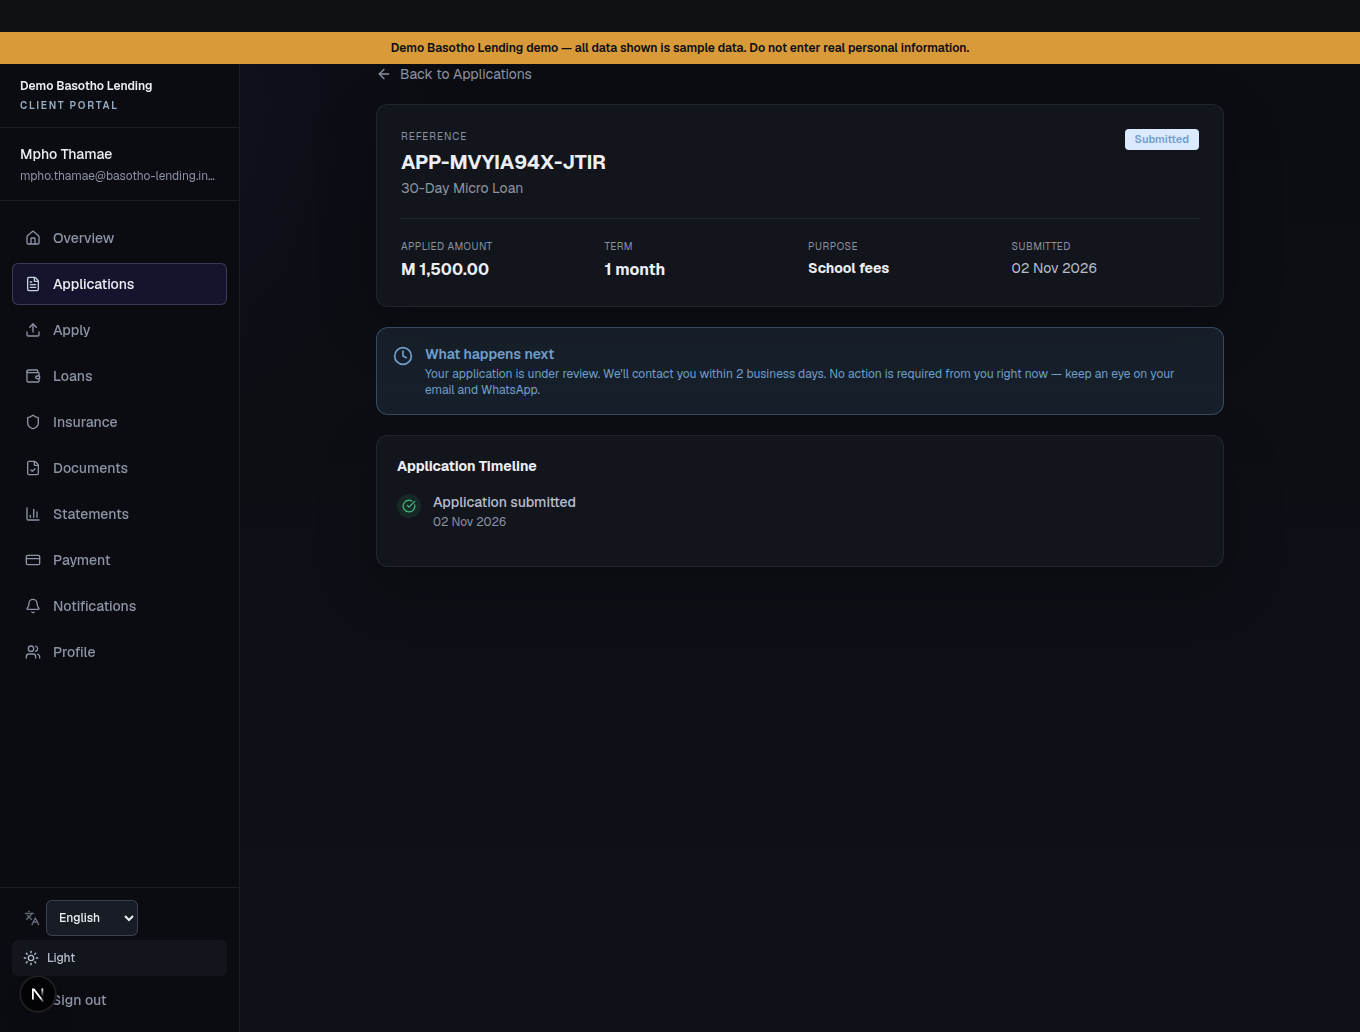 Demo Basotho Lending demo — all data shown is sample data. Do not enter real personal information.
Demo Basotho Lending
CLIENT PORTAL
Mpho Thamae
mpho.thamae@basotho-lending.in…
Overview
Applications
Apply
Loans
Insurance
Documents
Statements
Payment
Notifications
Profile
English
Light
N
Sign out
Back to Applications
REFERENCE
Submitted
APP-MVYIA94X-JTIR
30-Day Micro Loan
APPLIED AMOUNT
M 1,500.00
TERM
1 month
PURPOSE
School fees
SUBMITTED
02 Nov 2026
What happens next
Your application is under review. We'll contact you within 2 business days. No action is required from you right now — keep an eye on your
email and WhatsApp.
Application Timeline
Application submitted
02 Nov 2026